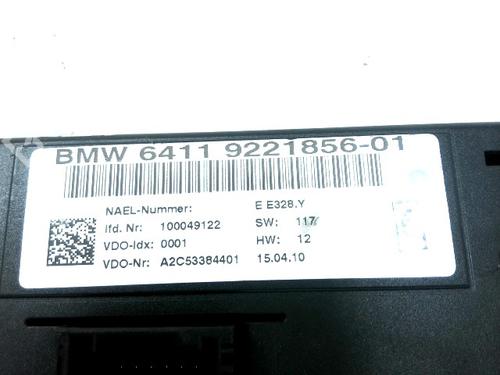 BMW 6411 9221856-01
NAEL-Nummer: E E328.Y
lfd. Nr: 100049122 SW: 117
VDO-Idx: 0001 HW: 12
VDO-Nr: A2C53384401 15.04.10